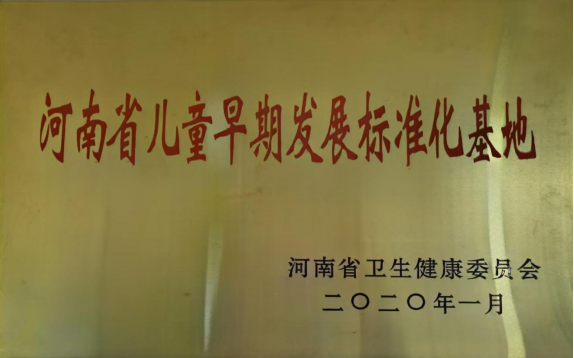 河南省儿童早期发展标准化基地
河南省卫生健康委员会
二〇二〇年一月